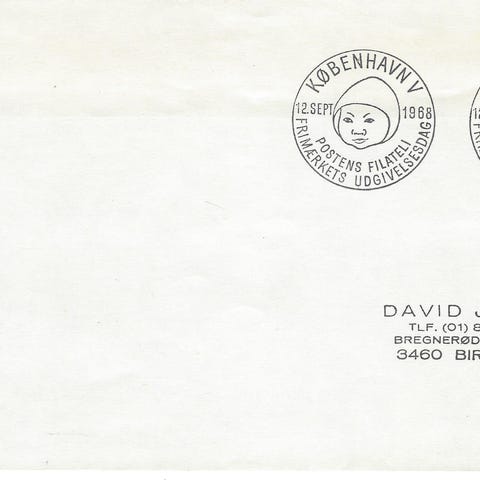 KØBENHAVN V
12.SEPT. 1968
POSTENS FILATELI
FRIMÆRKETS UDGIVELSESDAG
DAVID
TLF. (01) 8
BREGNERØD
3460 BIR